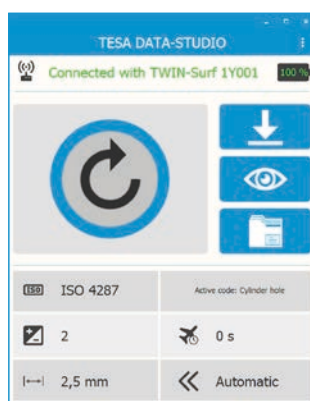 TESA DATA-STUDIO
Connected with TWIN-Surf 1Y001 100 %
ISO ISO 4287
Active code: Cylinder hole
2
0 s
2,5 mm
Automatic